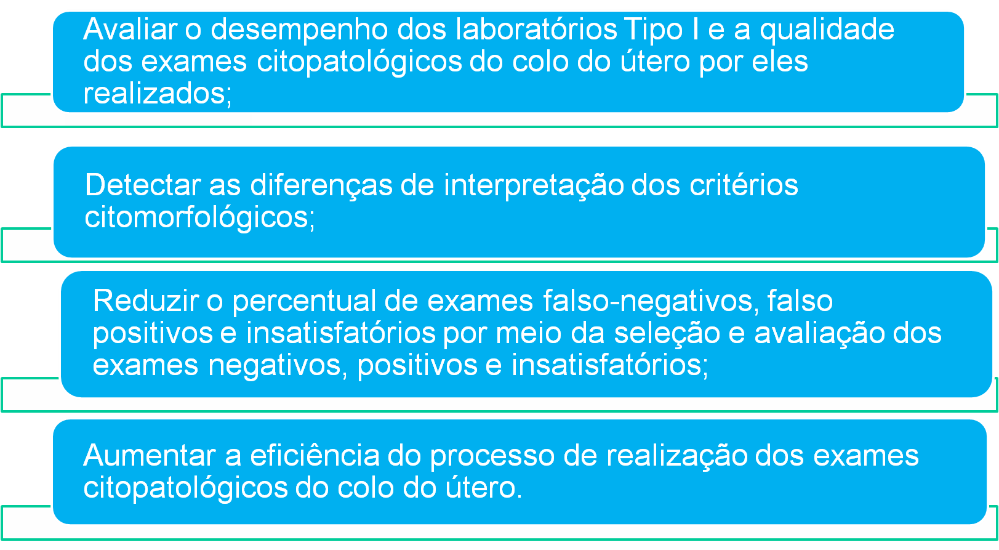 Avaliar o desempenho dos laboratórios Tipo I e a qualidade
dos exames citopatológicos do colo do útero por eles
realizados;
Detectar as diferenças de interpretação dos critérios
citomorfológicos;
Reduzir o percentual de exames falso-negativos, falso
positivos e insatisfatórios por meio da seleção e avaliação dos
exames negativos, positivos e insatisfatórios;
Aumentar a eficiência do processo de realização dos exames
citopatológicos do colo do útero.